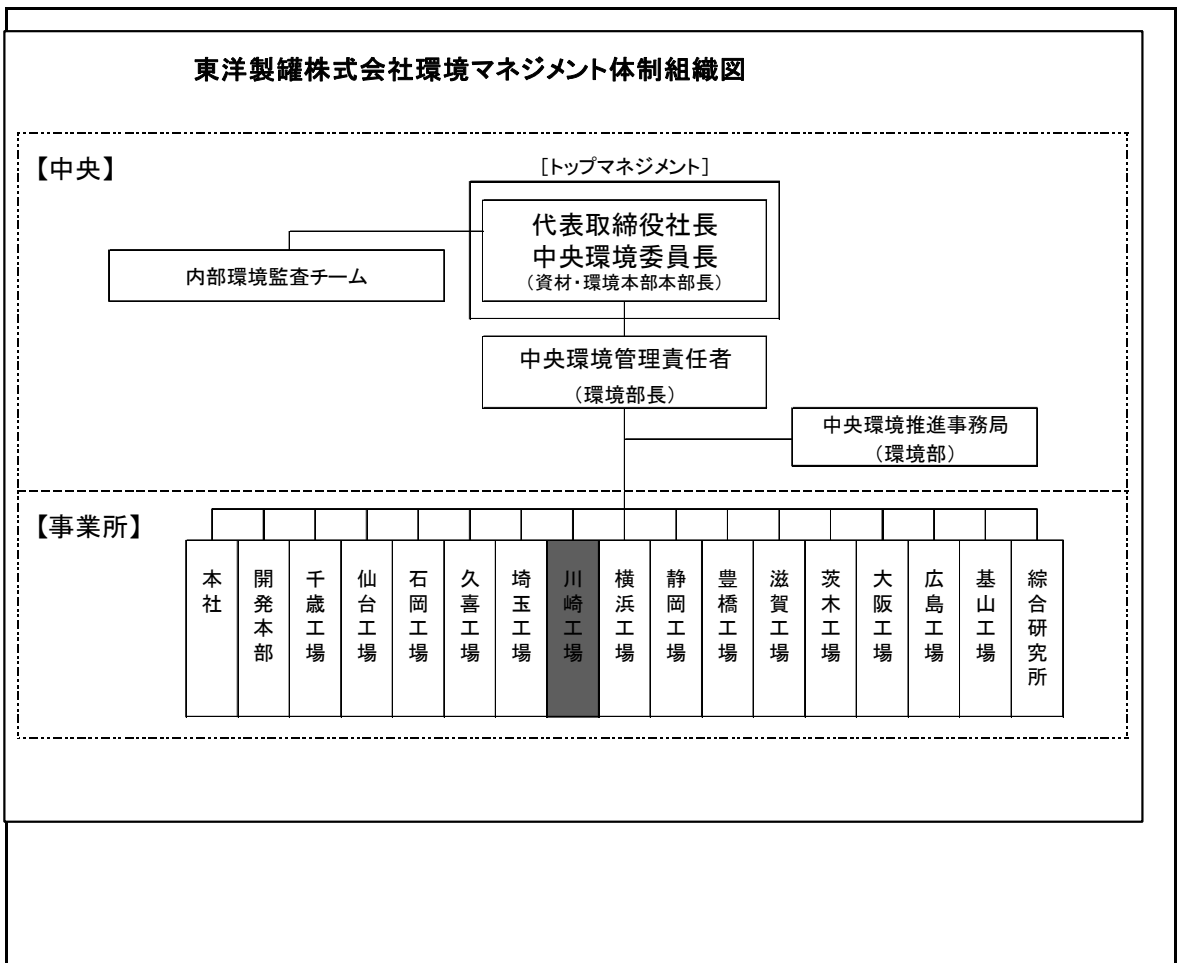 東洋製罐株式会社環境マネジメント体制組織図
【中央】
[トップマネジメント]
代表取締役社長
中央環境委員長
（資材・環境本部本部長）
内部環境監査チーム
中央環境管理責任者
（環境部長）
中央環境推進事務局
（環境部）
【事業所】
本社
開発本部
千歳工場
仙台工場
石岡工場
久喜工場
埼玉工場
川崎工場
横浜工場
静岡工場
豊橋工場
滋賀工場
茨木工場
大阪工場
広島工場
基山工場
綜合研究所